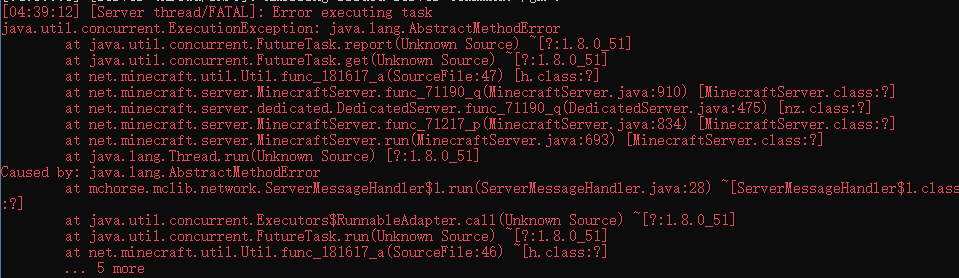 [04:39:12] [Server thread/FATAL]: Error executing task
java.util.concurrent.ExecutionException: java.lang.AbstractMethodError
at java.util.concurrent.FutureTask.report(Unknown Source) ~[?:1.8.0_51]
at java.util.concurrent.FutureTask.get(Unknown Source) ~[?:1.8.0_51]
at net.minecraft.util.Util.func_181617_a(SourceFile:47) [h.class:?]
at net.minecraft.server.MinecraftServer.func_71190_q(MinecraftServer.java:910) [MinecraftServer.class:?]
at net.minecraft.server.dedicated.DedicatedServer.func_71190_q(DedicatedServer.java:475) [nz.class:?]
at net.minecraft.server.MinecraftServer.func_71217_p(MinecraftServer.java:834) [MinecraftServer.class:?]
at net.minecraft.server.MinecraftServer.run(MinecraftServer.java:693) [MinecraftServer.class:?]
at java.lang.Thread.run(Unknown Source) [?:1.8.0_51]
Caused by: java.lang.AbstractMethodError
at mchorse.mclib.network.ServerMessageHandler$1.run(ServerMessageHandler.java:28) ~[ServerMessageHandler$1.class
:?]
at java.util.concurrent.Executors$RunnableAdapter.call(Unknown Source) ~[?:1.8.0_51]
at java.util.concurrent.FutureTask.run(Unknown Source) ~[?:1.8.0_51]
at net.minecraft.util.Util.func_181617_a(SourceFile:46) ~[h.class:?]
... 5 more